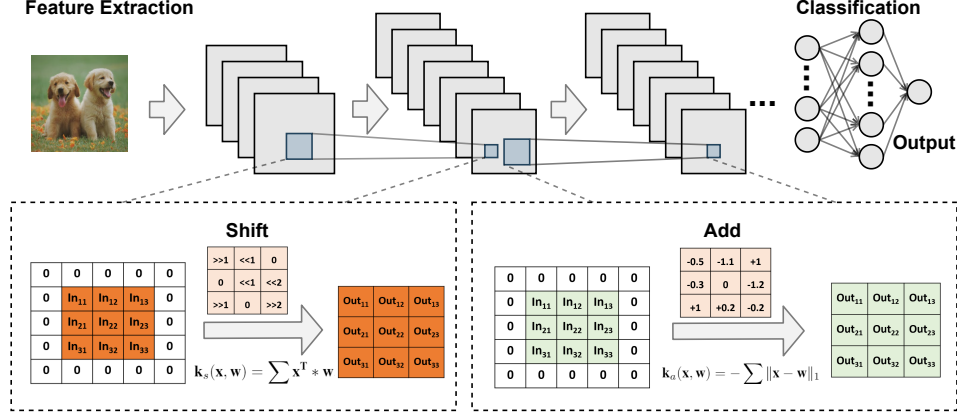 Feature Extraction
Classification
...
Output
Shift
0 0 0 0 0
0 In₁₁ In₁₂ In₁₃ 0
0 In₂₁ In₂₂ In₂₃ 0
0 In₃₁ In₃₂ In₃₃ 0
0 0 0 0 0
>>1 <<1 0
0 <<1 <<2
>>1 0 >>2
k_s(x, w) = ∑ xᵀ * w
Out₁₁ Out₁₂ Out₁₃
Out₂₁ Out₂₂ Out₂₃
Out₃₁ Out₃₂ Out₃₃
Add
0 0 0 0 0
0 In₁₁ In₁₂ In₁₃ 0
0 In₂₁ In₂₂ In₂₃ 0
0 In₃₁ In₃₂ In₃₃ 0
0 0 0 0 0
-0.5 -1.1 +1
-0.3 0 -1.2
+1 +0.2 -0.2
k_a(x, w) = − ∑ ‖x − w‖₁
Out₁₁ Out₁₂ Out₁₃
Out₂₁ Out₂₂ Out₂₃
Out₃₁ Out₃₂ Out₃₃